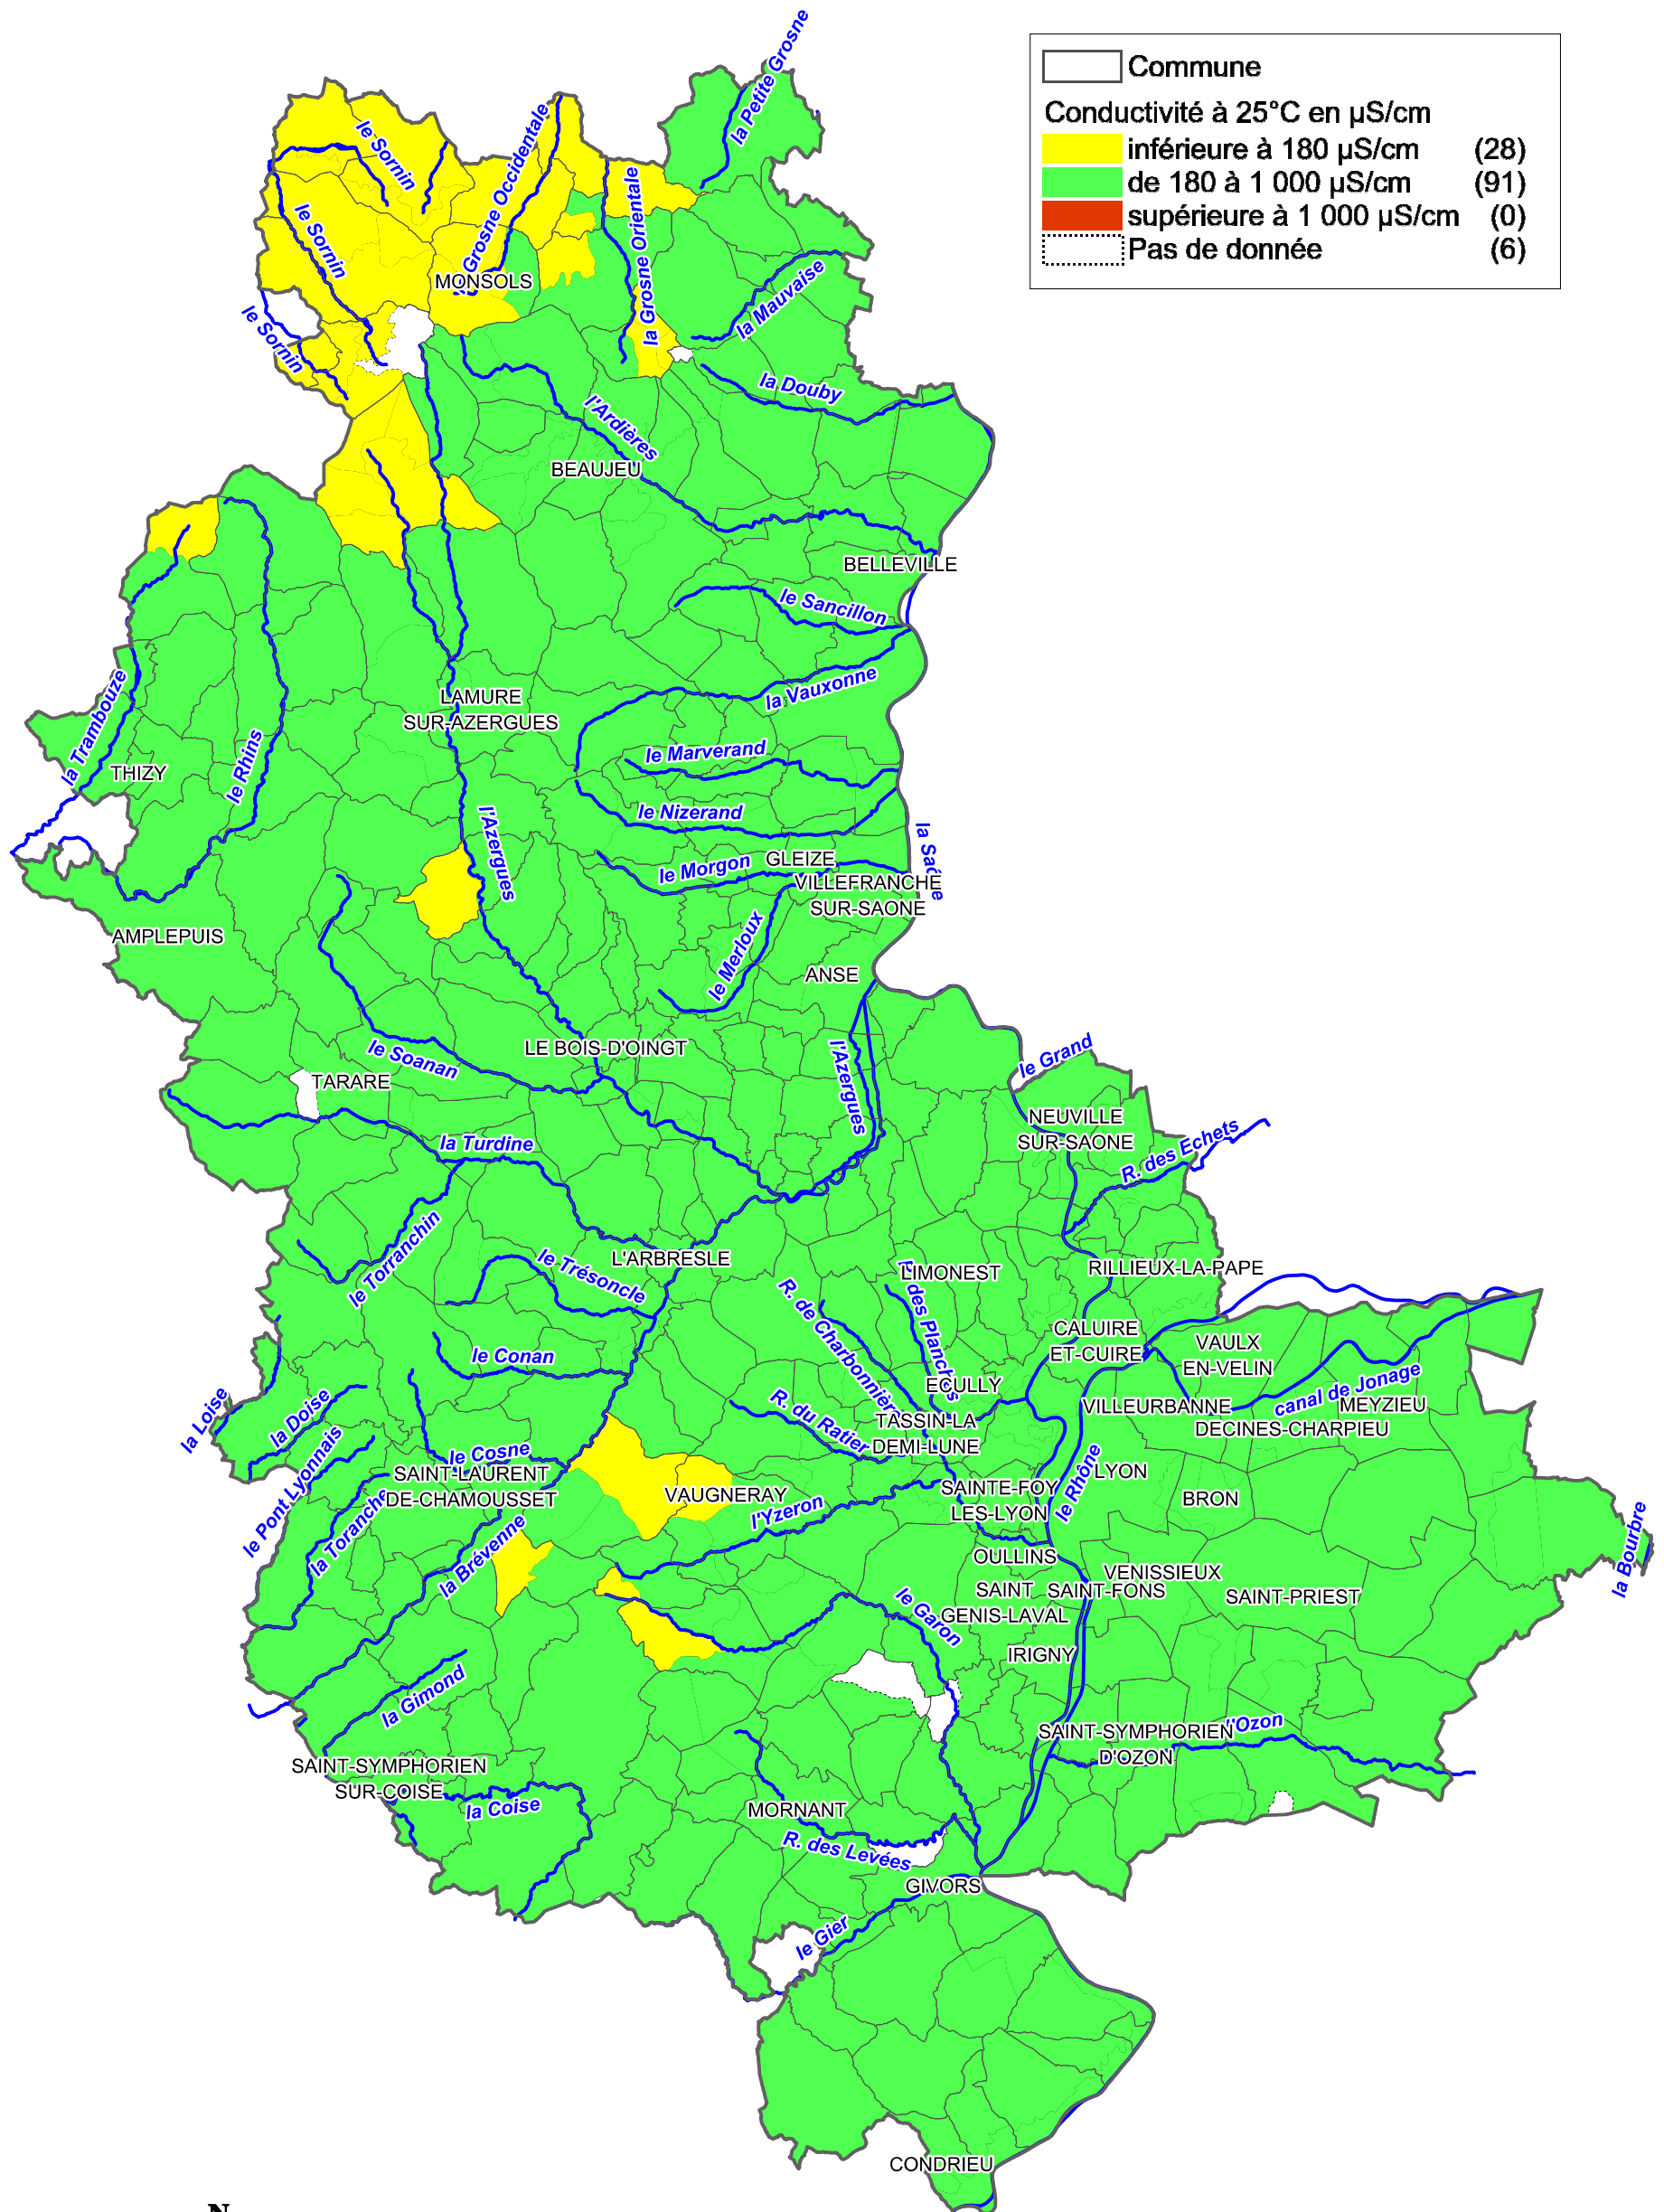 la Petite Grosne
Commune
Conductivité à 25°C en µS/cm
inférieure à 180 µS/cm (28)
de 180 à 1 000 µS/cm (91)
supérieure à 1 000 µS/cm (0)
Pas de donnée (6)
le Sornin
Grosne Occidentale
la Grosne Orientale
le Sornin
MONSOLS
la Mauvaise
le Sornin
la Douby
l'Ardières
BEAUJEU
BELLEVILLE
le Sancillon
la Vauxonne
LAMURE
SUR-AZERGUES
la Trambouze
THIZY
le Rhins
le Marverand
le Nizerand
l'Azergues
la Saône
GLEIZE
le Morgon
VILLEFRANCHE
SUR-SAONE
AMPLEPUIS
le Merloux
ANSE
LE BOIS-D'OINGT
le Soanan
l'Azergues
le Grand
TARARE
NEUVILLE
SUR-SAONE
la Turdine
R. des Echets
le Torranchin
L'ARBRESLE
le Trésoncle
LIMONEST
RILLIEUX-LA-PAPE
R. des Planches
R. de Charbonnières
CALUIRE
ET-CUIRE
VAULX
EN-VELIN
le Conan
ECULLY
canal de Jonage
la Loise
la Doise
R. du Ratier
VILLEURBANNE
MEYZIEU
TASSIN-LA
DEMI-LUNE
DECINES-CHARPIEU
le Pont Lyonnais
le Cosne
SAINT-LAURENT
DE-CHAMOUSSET
LYON
le Rhône
VAUGNERAY
l'Yzeron
SAINTE-FOY
LES-LYON
BRON
la Toranche
la Brévenne
la Bourbre
OULLINS
VENISSIEUX
SAINT
GENIS-LAVAL
SAINT-FONS
SAINT-PRIEST
le Garon
IRIGNY
la Gimond
SAINT-SYMPHORIEN
D'OZON
l'Ozon
SAINT-SYMPHORIEN
SUR-COISE
la Coise
MORNANT
R. des Levées
GIVORS
le Gier
CONDRIEU
N